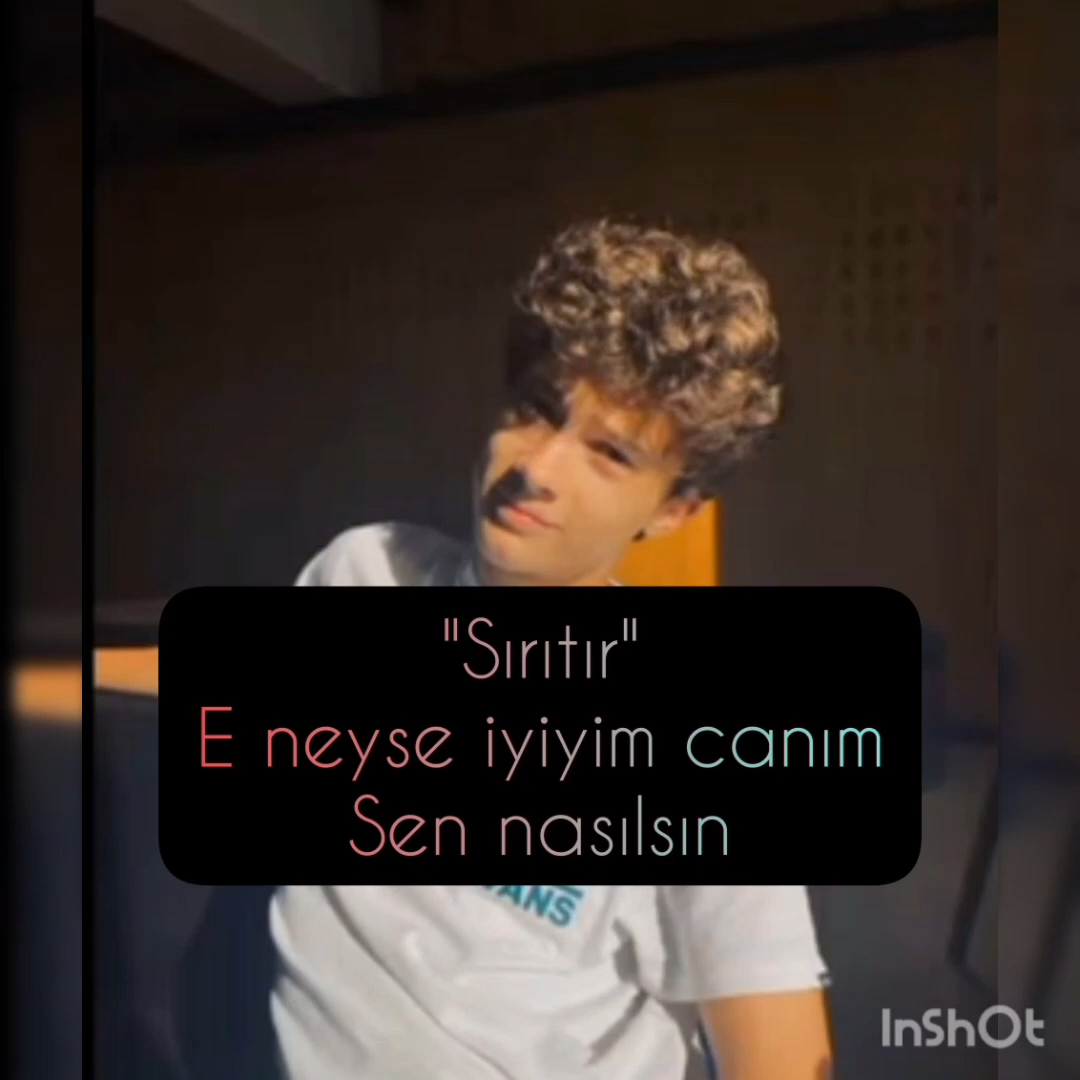 "Sırıtır"
E neyse iyiyim canım
Sen nasılsın
VANS
InShOt